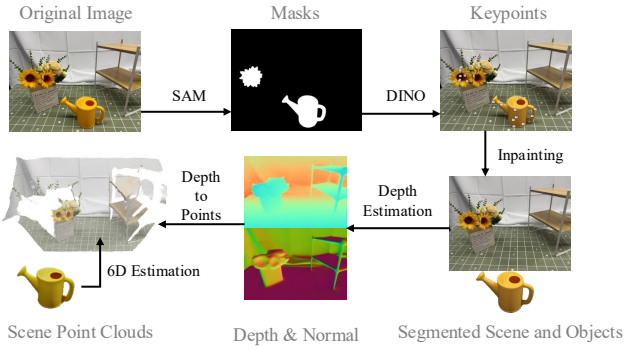 Original Image
Masks
Keypoints
SAM
DINO
Inpainting
Depth
to
Points
Depth
Estimation
6D Estimation
Scene Point Clouds
Depth & Normal
Segmented Scene and Objects